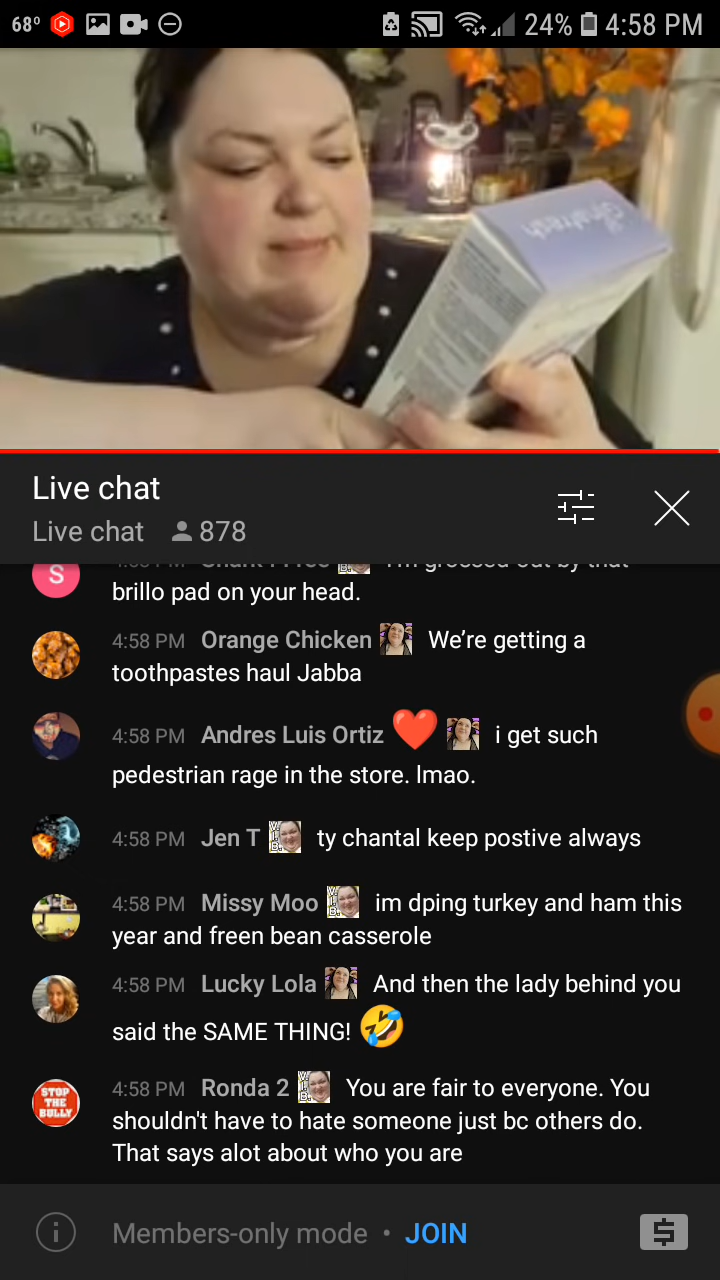 68° 24% 4:58 PM
Live chat
Live chat 878
S
brillo pad on your head.
4:58 PM Orange Chicken We’re getting a
toothpastes haul Jabba
4:58 PM Andres Luis Ortiz ❤️ i get such
pedestrian rage in the store. lmao.
4:58 PM Jen T ty chantal keep postive always
4:58 PM Missy Moo im dping turkey and ham this
year and freen bean casserole
4:58 PM Lucky Lola And then the lady behind you
said the SAME THING! 🤣
STOP
THE
BULLY
4:58 PM Ronda 2 You are fair to everyone. You
shouldn't have to hate someone just bc others do.
That says alot about who you are
Members-only mode • JOIN